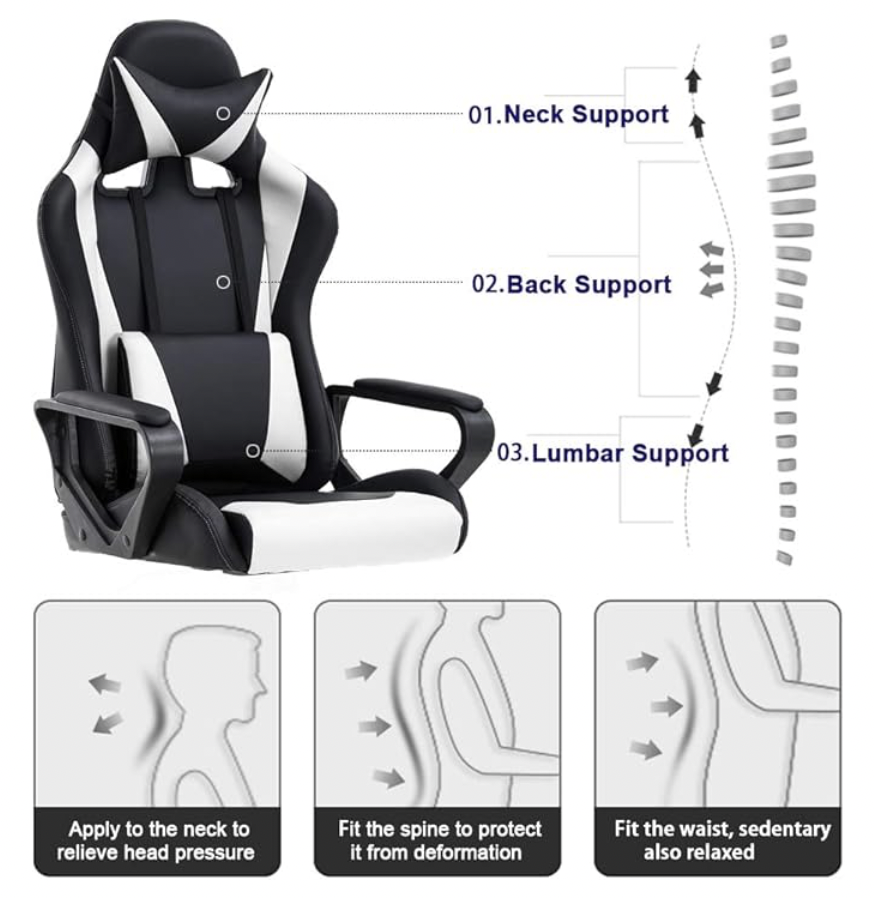 01.Neck Support
02.Back Support
03.Lumbar Support
Apply to the neck to
relieve head pressure
Fit the spine to protect
it from deformation
Fit the waist, sedentary
also relaxed